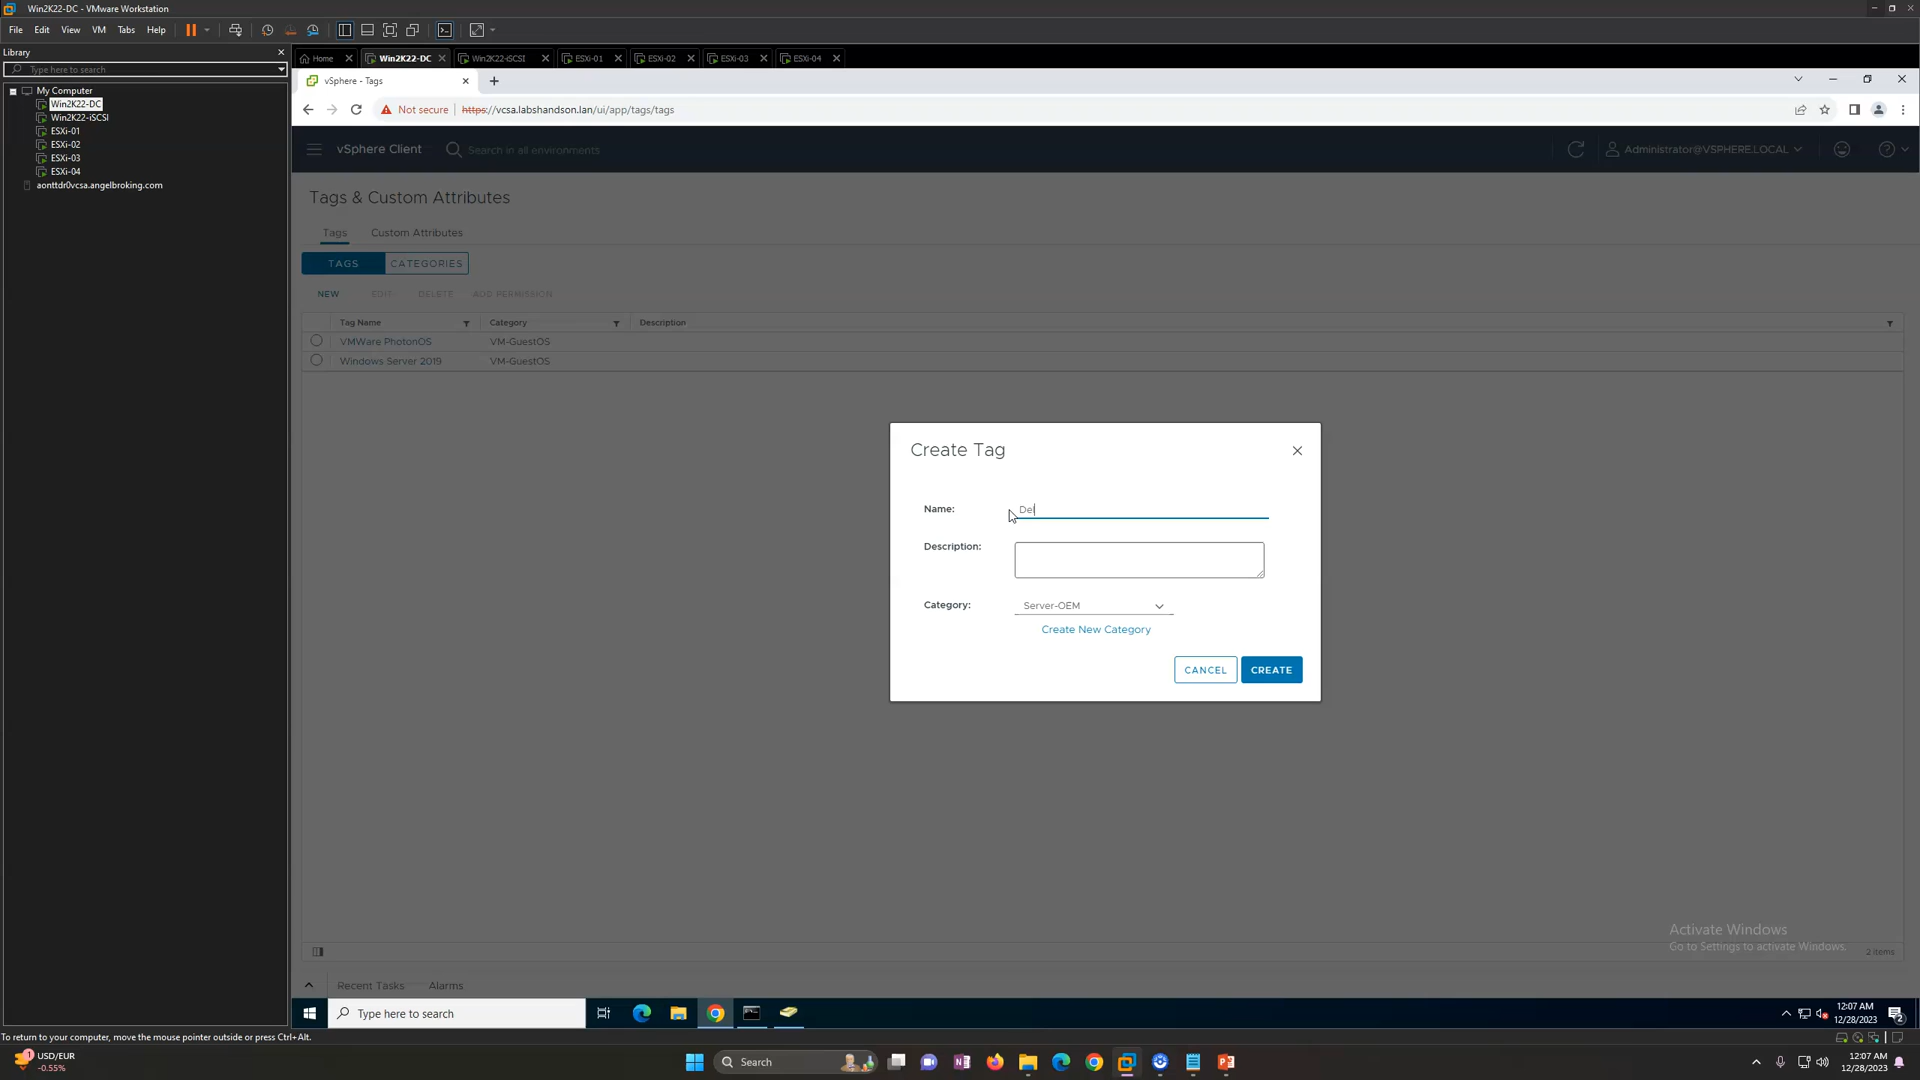 Win2K22-DC - VMware Workstation
File Edit View VM Tabs Help
Library
Type here to search
My Computer
Win2K22-DC
Win2K22-iSCSI
ESXi-01
ESXi-02
ESXi-03
ESXi-04
aonttdr0vcsa.angelbroking.com
Home Win2K22-DC Win2K22-iSCSI ESXi-01 ESXi-02 ESXi-03 ESXi-04
vSphere - Tags
Not secure https://vcsa.labshandson.lan/ui/app/tags/tags
vSphere Client Search in all environments Administrator@VSPHERE.LOCAL
Tags & Custom Attributes
Tags Custom Attributes
TAGS CATEGORIES
NEW EDIT DELETE ADD PERMISSION
Tag Name Category Description
VMWare PhotonOS VM-GuestOS
Windows Server 2019 VM-GuestOS
Create Tag
Name: Del
Description:
Category: Server-OEM
Create New Category
CANCEL CREATE
Activate Windows
Go to Settings to activate Windows.
2 items
Recent Tasks Alarms
Type here to search
12:07 AM
12/28/2023
2
To return to your computer, move the mouse pointer outside or press Ctrl+Alt.
1
USD/EUR
-0.55%
Search
12:07 AM
12/28/2023